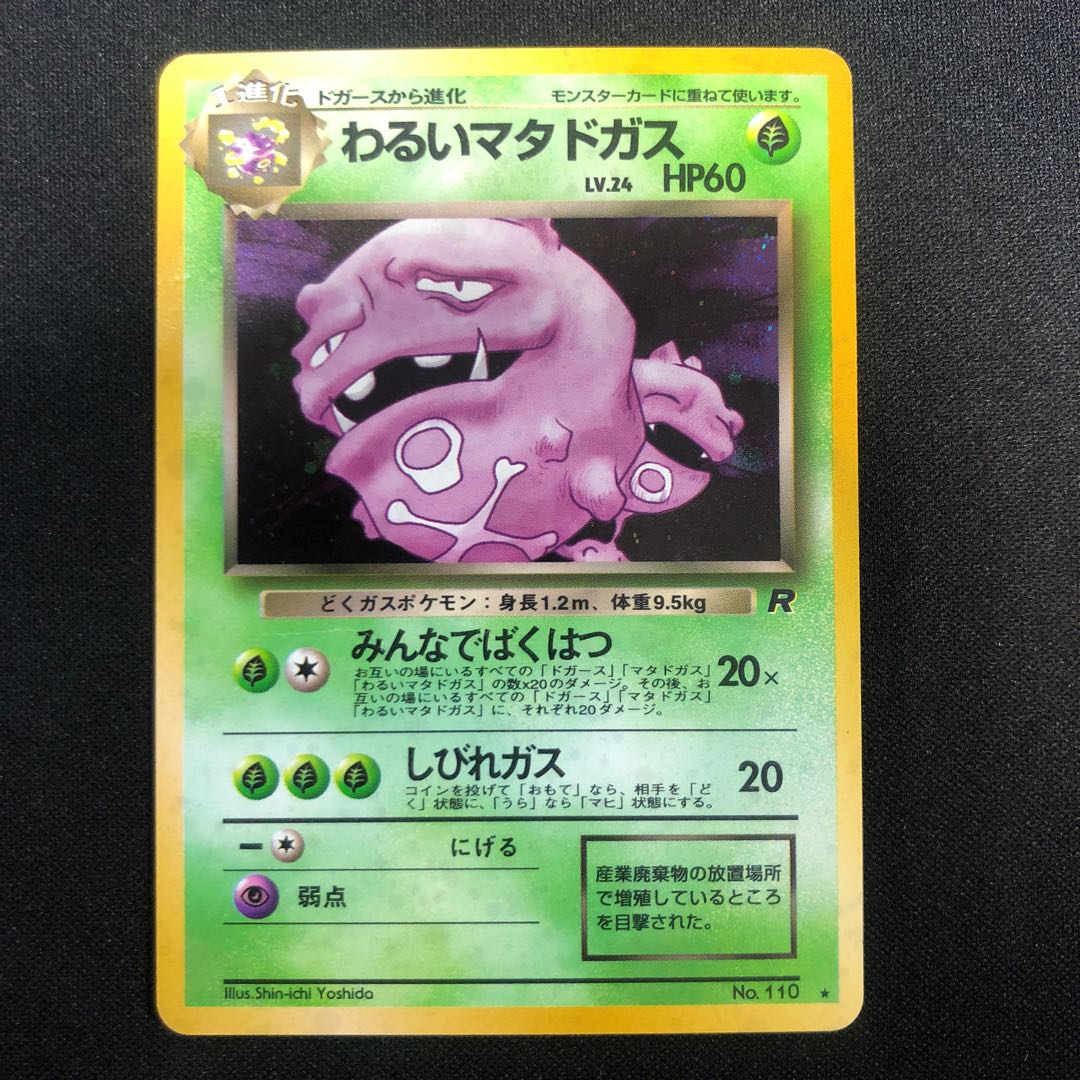 1進化
ドガースから進化
モンスターカードに重ねて使います。
わるいマタドガス
LV.24 HP60
どくガスポケモン：身長1.2m、体重9.5kg
R
みんなでばくはつ
お互いの場にいるすべての「ドガース」「マタドガス」
「わるいマタドガス」の数x20のダメージ。その後、お
互いの場にいるすべての「ドガース」「マタドガス」
「わるいマタドガス」に、それぞれ20ダメージ。
20×
しびれガス
コインを投げて「おもて」なら、相手を「ど
く」状態に、「うら」なら「マヒ」状態にする。
20
にげる
弱点
産業廃棄物の放置場所
で増殖しているところ
を目撃された。
Illus.Shin-ichi Yoshida
No. 110 ★